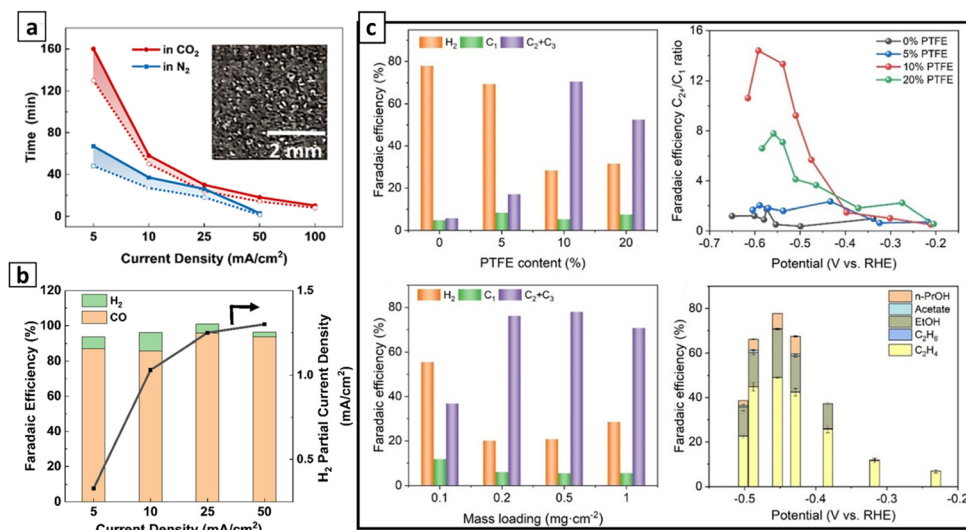 a
in CO₂
in N₂
2 mm
160
120
80
40
0
Time (min)
5 10 25 50 100
Current Density (mA/cm²)
b
H₂
CO
120
100
80
60
40
20
0
Faradaic Efficiency (%)
1.5
1.0
0.5
H₂ Partial Current Density
(mA/cm²)
5 10 25 50
Current Density (mA/cm²)
c
H₂ C₁ C₂+C₃
80
60
40
20
0
Faradaic efficiency (%)
0 5 10 20
PTFE content (%)
0% PTFE
5% PTFE
10% PTFE
20% PTFE
16
12
8
4
0
Faradaic efficiency C₂₊/C₁ ratio
-0.7 -0.6 -0.5 -0.4 -0.3 -0.2
Potential (V vs. RHE)
H₂ C₁ C₂+C₃
80
60
40
20
0
Faradaic efficiency (%)
0.1 0.2 0.5 1
Mass loading (mg·cm⁻²)
n-PrOH
Acetate
EtOH
C₂H₆
C₂H₄
80
60
40
20
0
Faradaic efficiency (%)
-0.5 -0.4 -0.3 -0.2
Potential (V vs. RHE)